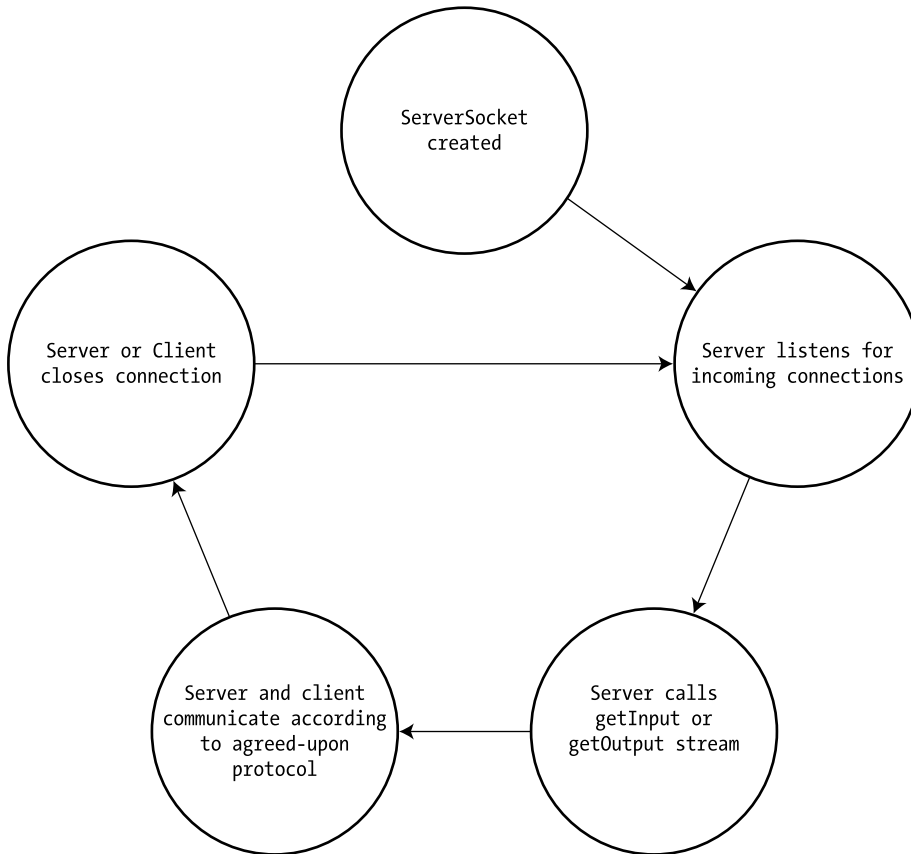 ServerSocket
created
Server or Client
closes connection
Server listens for
incoming connections
Server and client
communicate according
to agreed-upon
protocol
Server calls
getInput or
getOutput stream